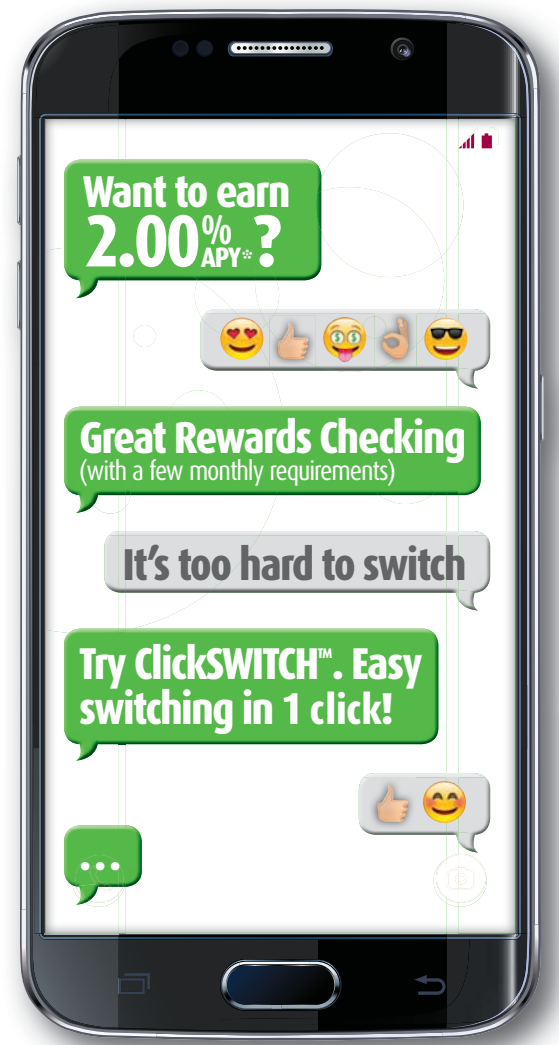 Want to earn
2.00% APY*?
Great Rewards Checking
(with a few monthly requirements)
It's too hard to switch
Try ClickSWITCH™. Easy
switching in 1 click!
...